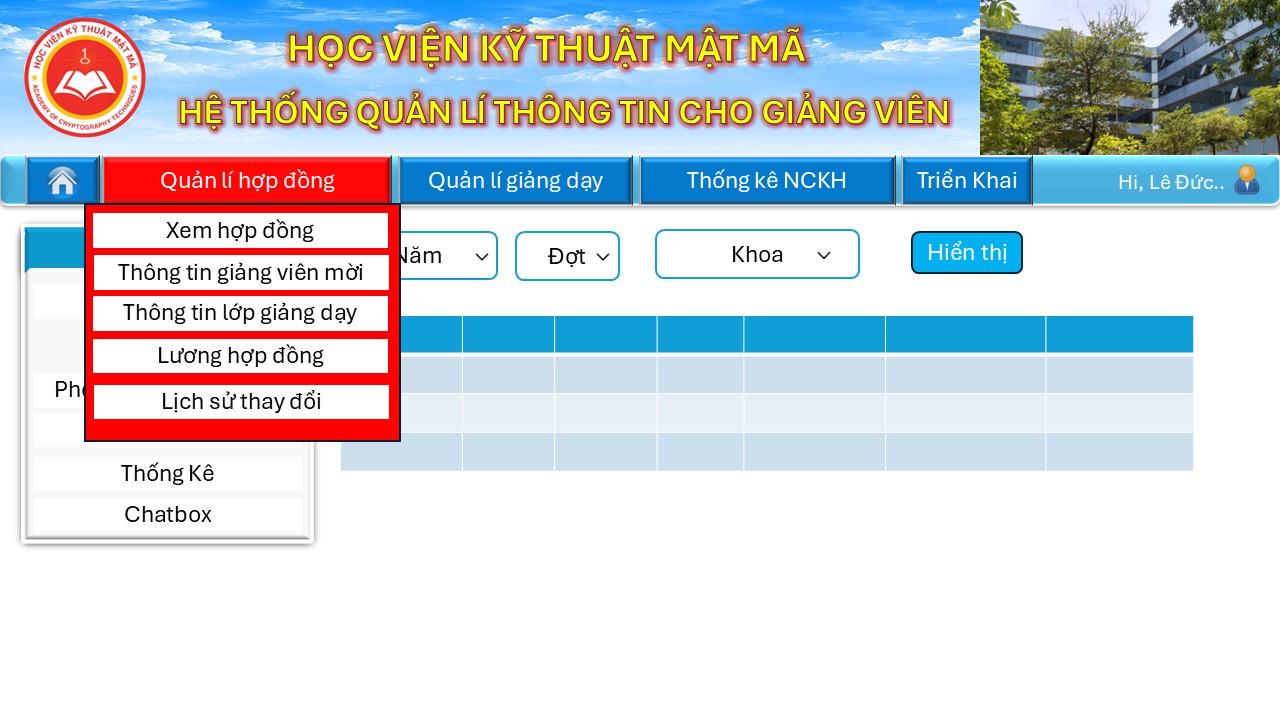 HỌC VIỆN KỸ THUẬT MẬT MÃ
ACADEMY OF CRYPTOGRAPHY TECHNIQUES
HỌC VIỆN KỸ THUẬT MẬT MÃ
HỆ THỐNG QUẢN LÍ THÔNG TIN CHO GIẢNG VIÊN
Quản lí hợp đồng
Quản lí giảng dạy
Thống kê NCKH
Triển Khai
Hi, Lê Đức..
Xem hợp đồng
Thông tin giảng viên mời
Thông tin lớp giảng dạy
Lương hợp đồng
Lịch sử thay đổi
Năm
Đợt
Khoa
Hiển thị
Thống Kê
Chatbox